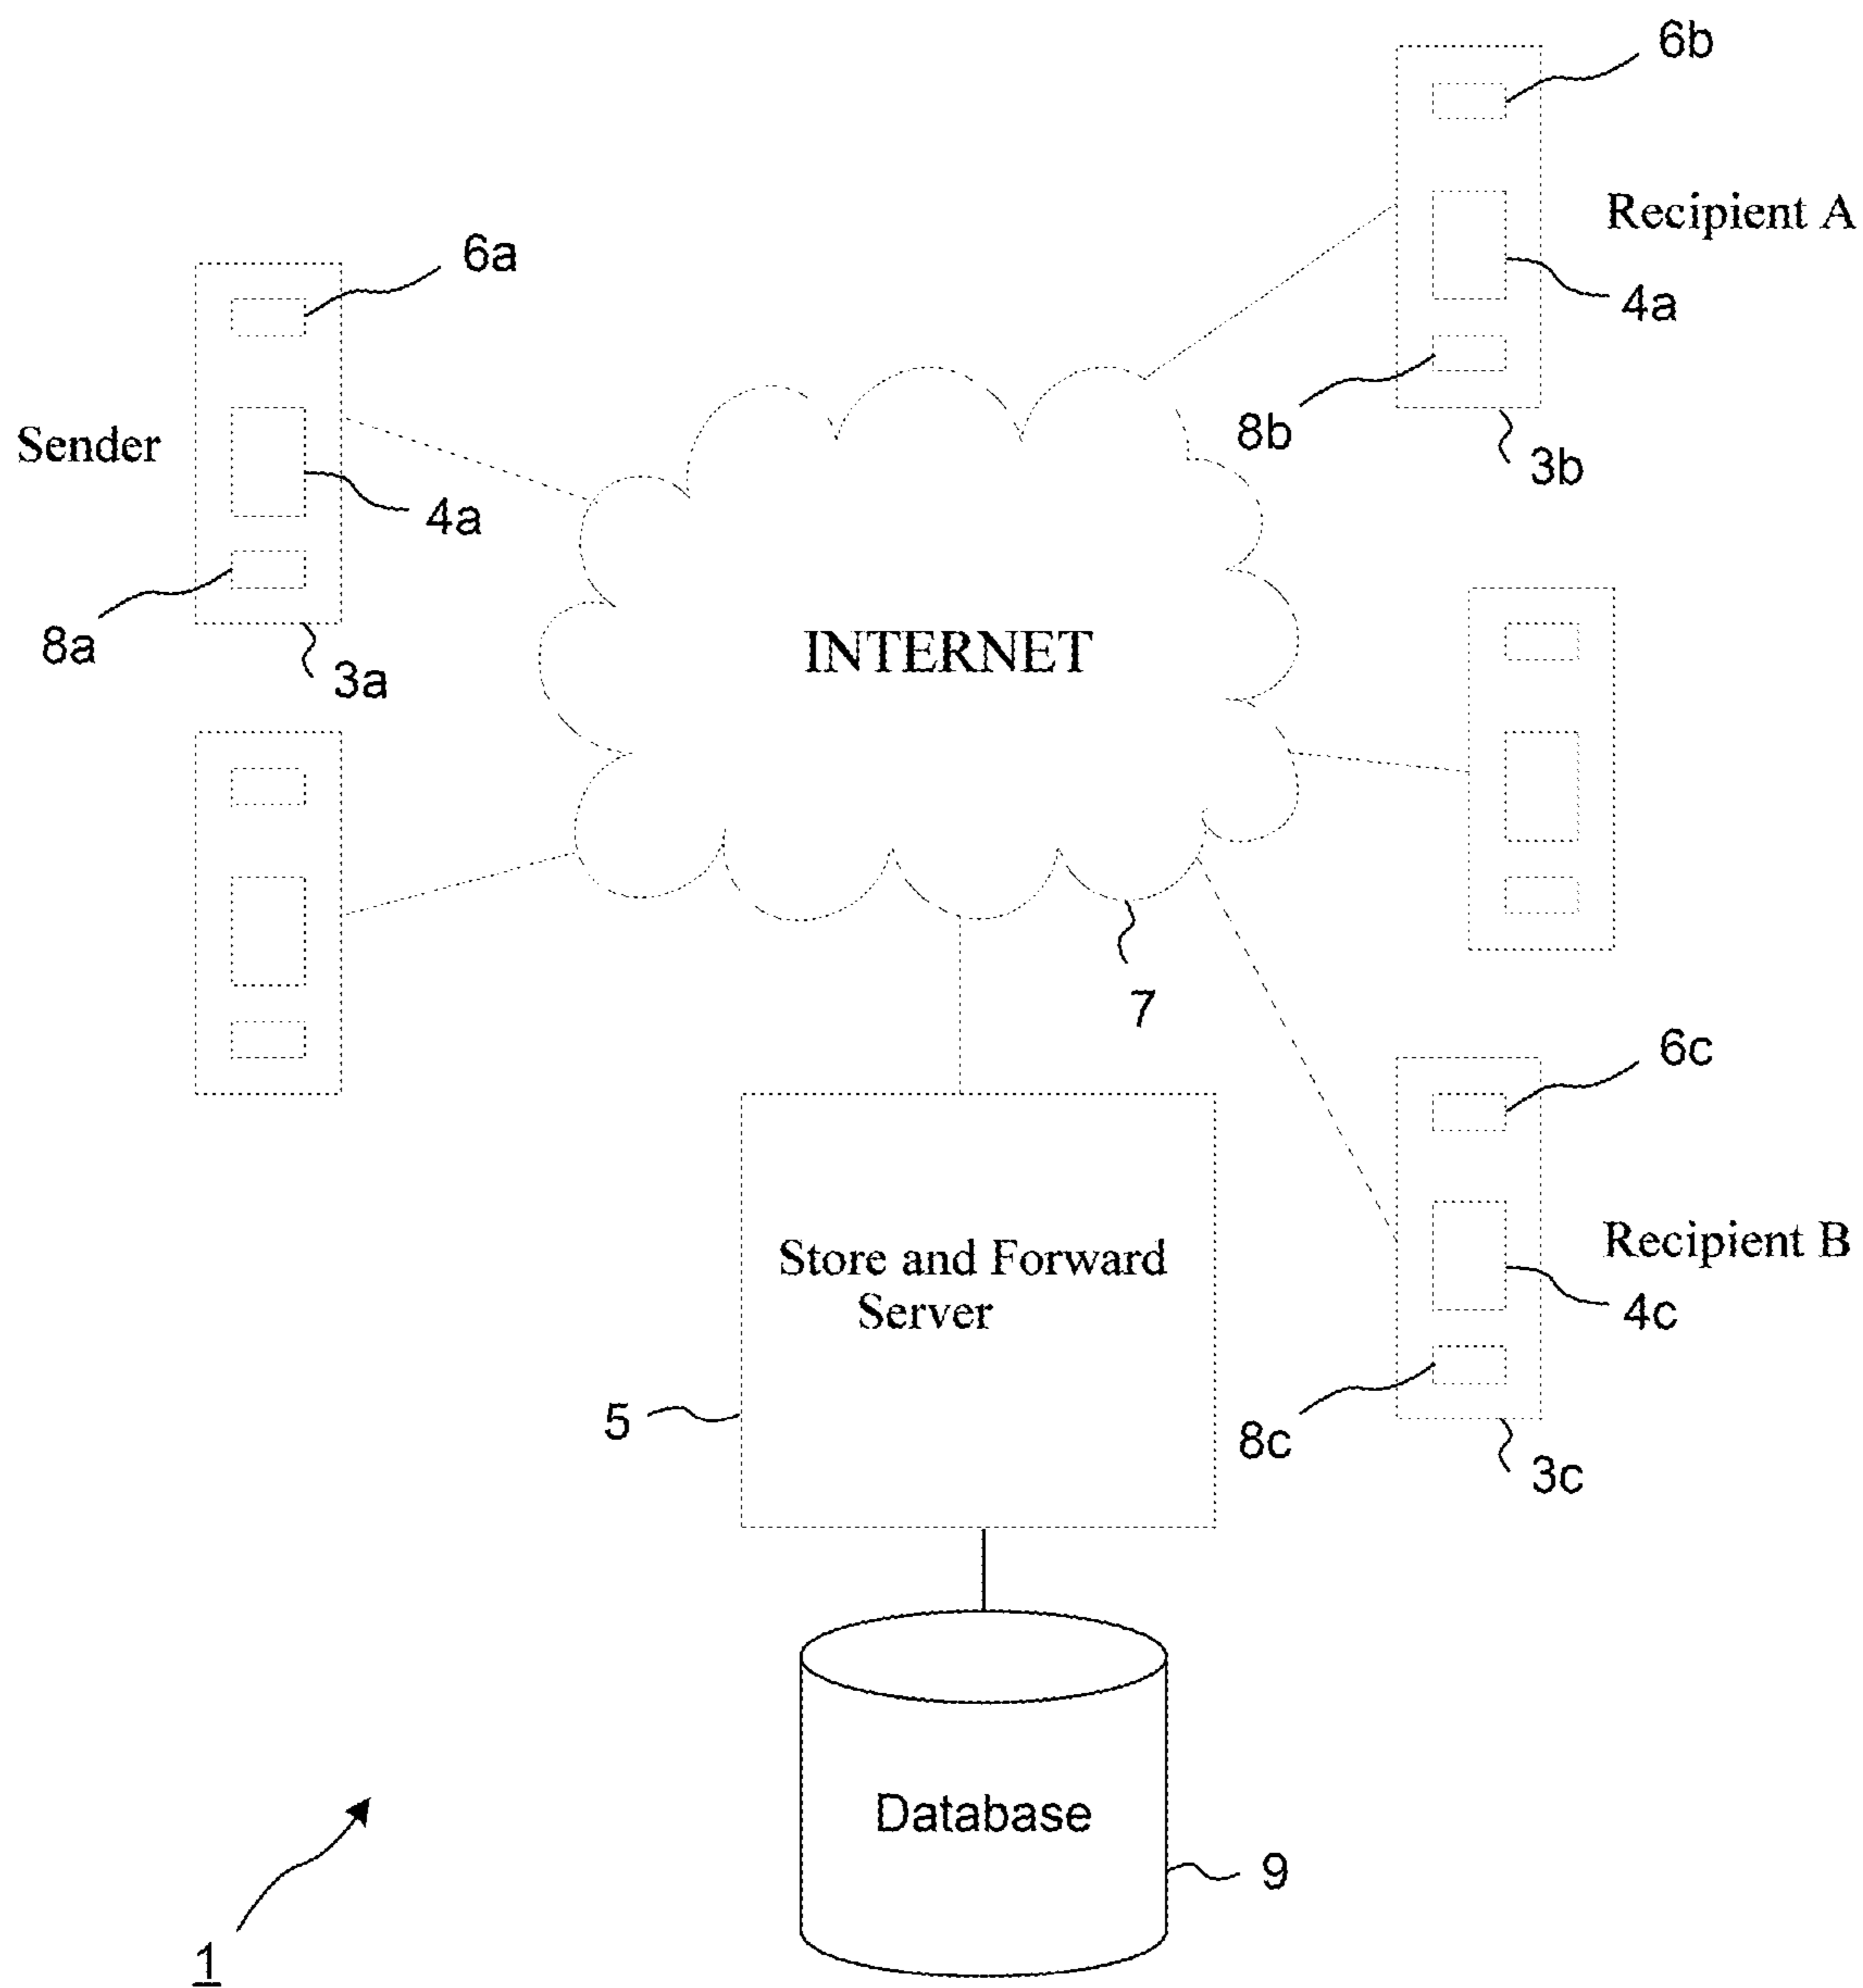 6b
Recipient A
6a
4a
8b
Sender
3b
4a
INTERNET
8a
3a
7
6c
Store and Forward
Server
Recipient B
4c
5
8c
3c
Database
9
1